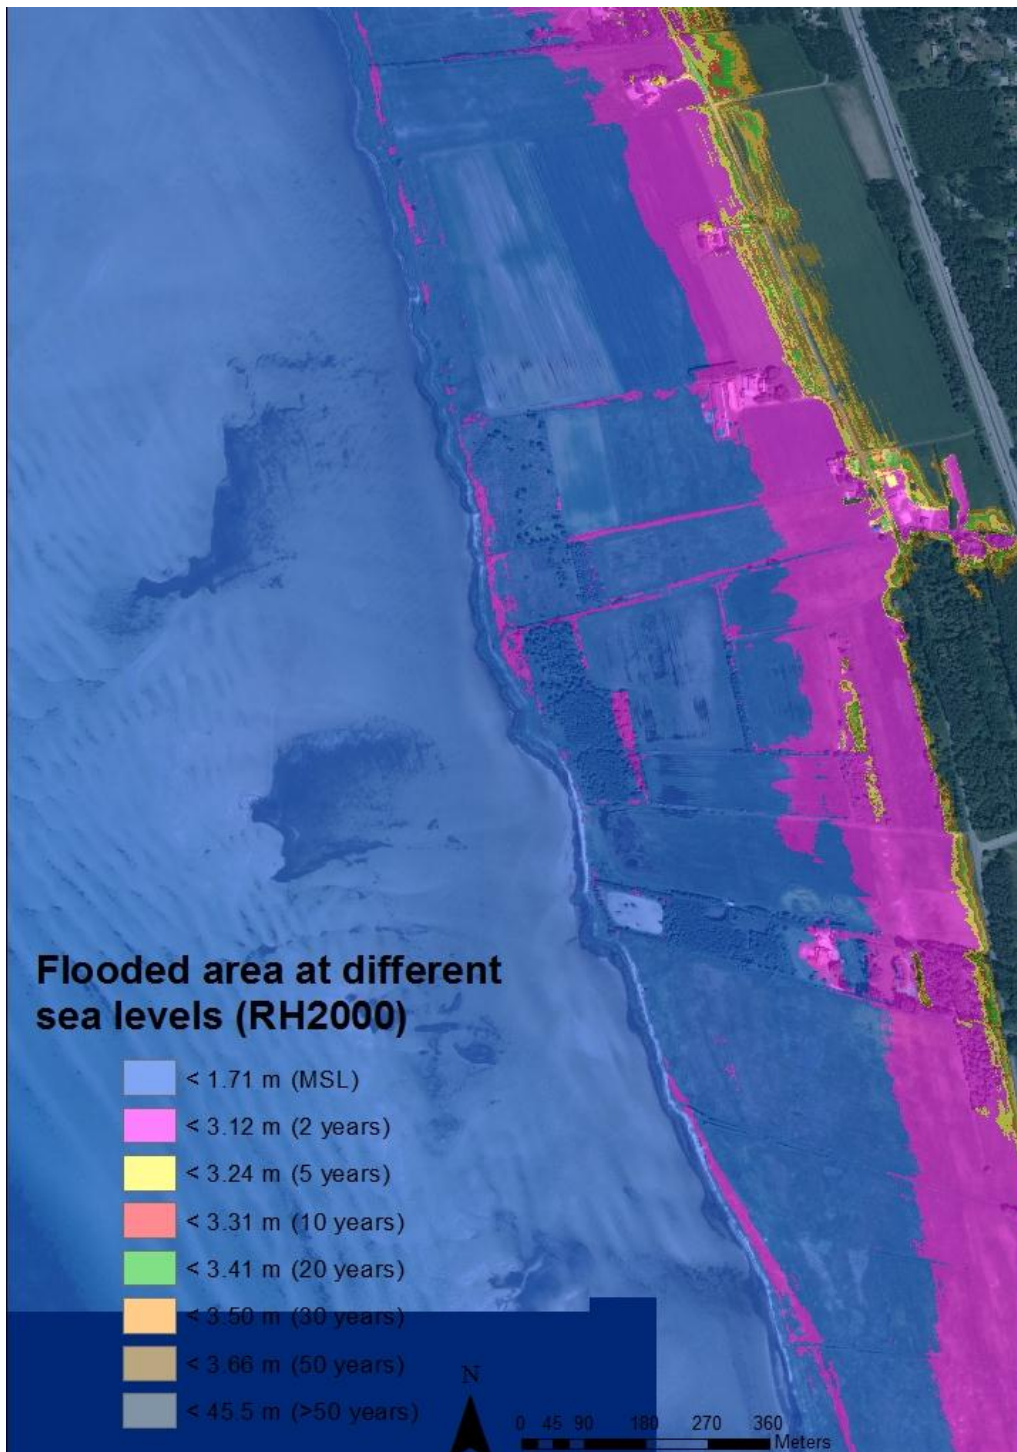 Flooded area at different
sea levels (RH2000)
< 1.71 m (MSL)
< 3.12 m (2 years)
< 3.24 m (5 years)
< 3.31 m (10 years)
< 3.41 m (20 years)
< 3.50 m (30 years)
< 3.66 m (50 years)
< 45.5 m (>50 years)
N
0 45 90 180 270 360
Meters